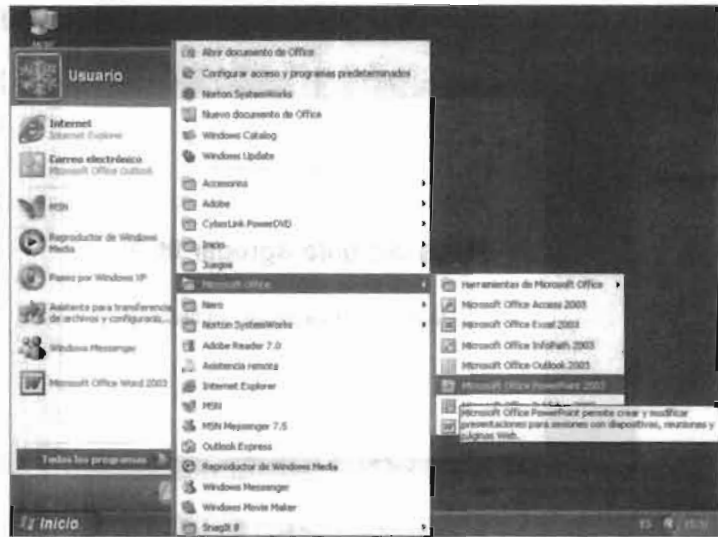 Usuario
Internet
Internet Explorer
Correo electrónico
Microsoft Office Outlook
MSN
Reproductor de Windows
Media
Paseo por Windows XP
Asistente para transferencia
de archivos y configuració...
Windows Messenger
Microsoft Office Word 2003
Todos los programas
Inicio
Abrir documento de Office
Configurar acceso y programas predeterminados
Norton SystemWorks
Nuevo documento de Office
Windows Catalog
Windows Update
Accesorios
Adobe
CyberLink PowerDVD
Inicio
Juegos
Microsoft Office
Nero
Norton SystemWorks
Adobe Reader 7.0
Asistencia remota
Internet Explorer
MSN
MSN Messenger 7.5
Outlook Express
Reproductor de Windows Media
Windows Messenger
Windows Movie Maker
SnagIt 8
Herramientas de Microsoft Office
Microsoft Office Access 2003
Microsoft Office Excel 2003
Microsoft Office InfoPath 2003
Microsoft Office Outlook 2003
Microsoft Office PowerPoint 2003
Microsoft Office PowerPoint permite crear y modificar
presentaciones para sesiones con diapositivas, reuniones y
páginas Web.
ES